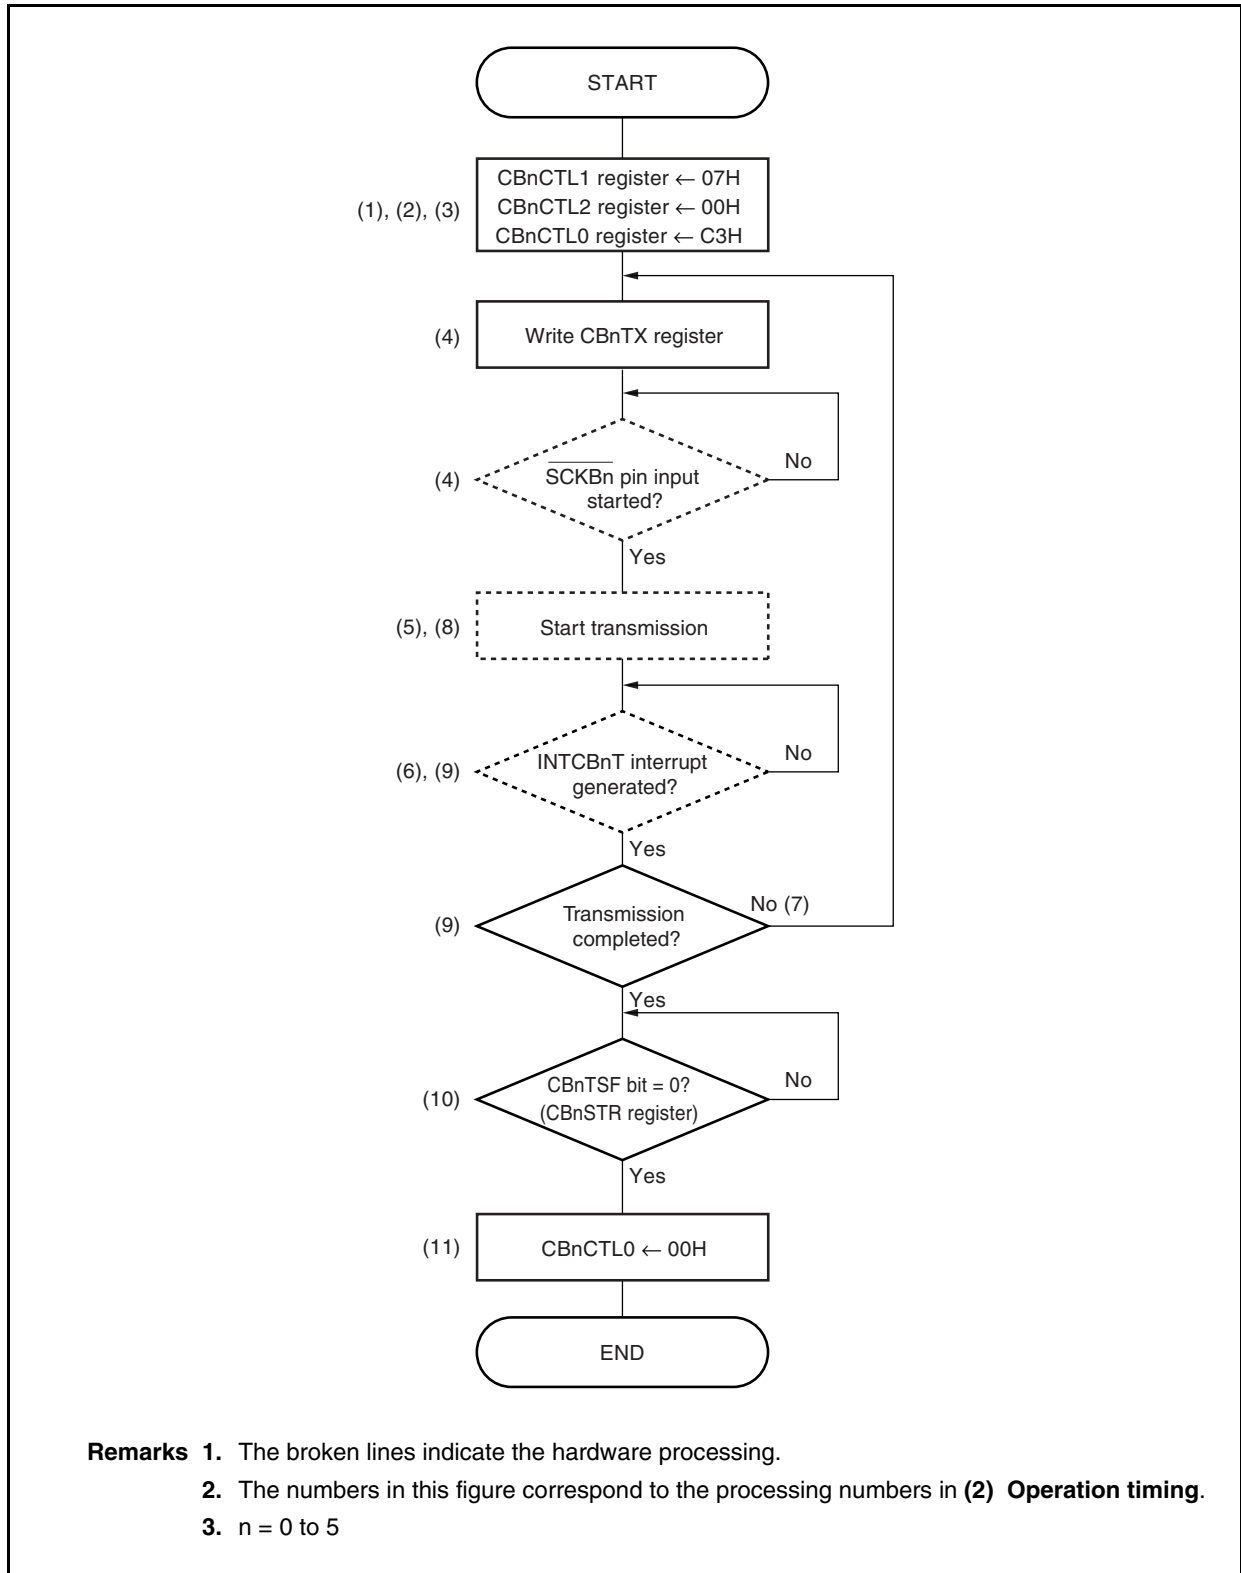 START
(1), (2), (3)
CBnCTL1 register ← 07H
CBnCTL2 register ← 00H
CBnCTL0 register ← C3H
(4)
Write CBnTX register
(4)
SCKBn pin input
started?
No
Yes
(5), (8)
Start transmission
(6), (9)
INTCBnT interrupt
generated?
No
Yes
(9)
Transmission
completed?
No (7)
Yes
(10)
CBnTSF bit = 0?
(CBnSTR register)
No
Yes
(11)
CBnCTL0 ← 00H
END
Remarks 1. The broken lines indicate the hardware processing.
2. The numbers in this figure correspond to the processing numbers in (2) Operation timing.
3. n = 0 to 5